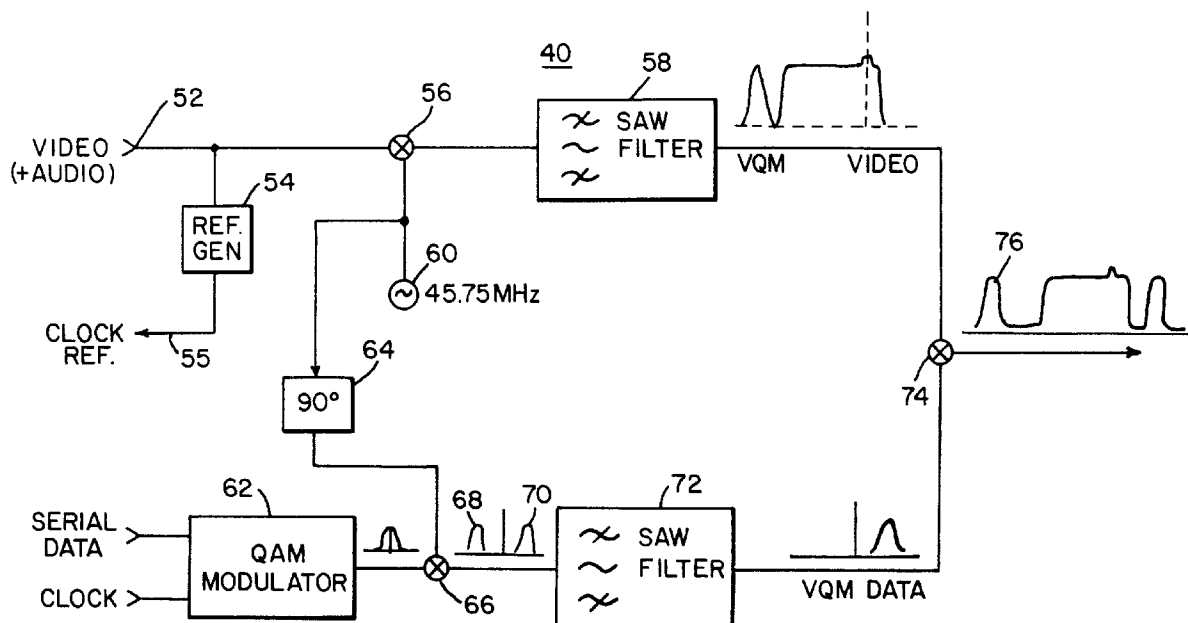 40
52
56
58
VIDEO
(+AUDIO)
SAW
FILTER
VQM
VIDEO
54
REF.
GEN
60
45.75MHz
76
CLOCK
REF.
55
64
90°
74
62
68
70
72
SERIAL
DATA
QAM
MODULATOR
CLOCK
66
SAW
FILTER
VQM DATA